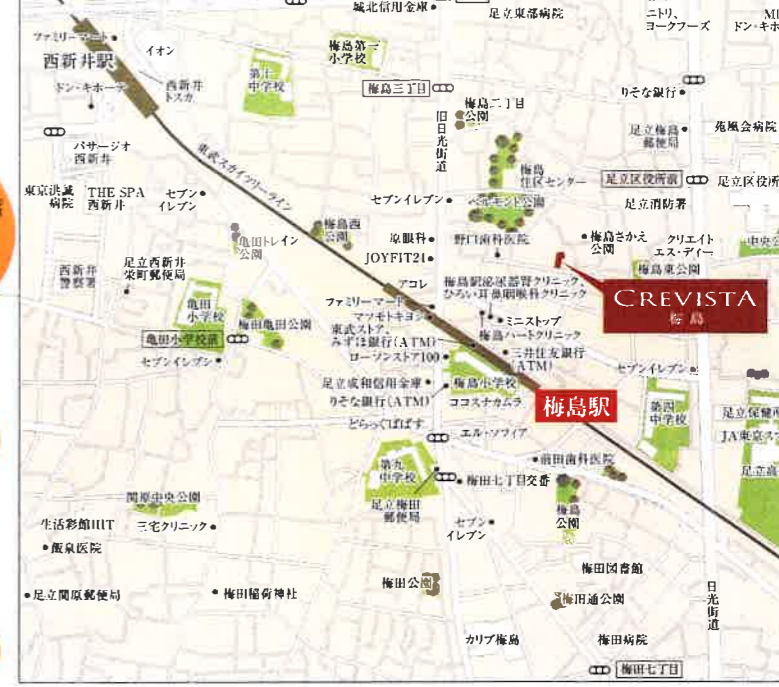 城北信用金庫
足立東部病院
ニトリ、
ヨークフーズ
ドン・キホ
ファミリーマート
西新井駅
イオン
ドン・キホーテ
西新井
トスカ
第十
中学校
梅島第一
小学校
梅島三丁目
梅島二丁目
公園
旧日光街道
りそな銀行
足立梅島
郵便局
苑風会病院
パサージオ
西新井
東武スカイツリーライン
梅島
住区センター
足立区役所前
足立区役所
東京洪誠
病院
THE SPA
西新井
セブン
イレブン
セブンイレブン
ベルモント公園
足立消防署
亀田トレイン
公園
梅島西
公園
原眼科
JOYFIT24
野口歯科医院
梅島さかえ
公園
クリエイト
エス・ディー
中央公
梅島東公園
西新井
警察署
足立西新井
栄町郵便局
亀田
小学校
梅田亀田公園
亀田小学校前
セブンイレブン
アコレ
ファミリーマート
マツモトキヨシ
東武ストア、
みずほ銀行(ATM)
ローソンストア100
梅島駅泌尿器腎クリニック、
ひろい耳鼻咽喉科クリニック
ミニストップ
梅島ハートクリニック
三井住友銀行
(ATM)
CREVISTA
梅島
足立成和信用金庫
りそな銀行(ATM)
梅島小学校
ココスナカムラ
梅島駅
セブンイレブン
第四
中学校
足立保健所
JA東京ス
足立高
どらっぐぱぱす
エル・ソフィア
第九
中学校
足立梅田
郵便局
前田歯科医院
梅田七丁目交番
関原中央公園
生活彩館HIT
三宅クリニック
飯泉医院
セブン
イレブン
梅島
公園
足立関原郵便局
梅田稲荷神社
梅田公園
梅田図書館
梅田通公園
日光街道
カリブ梅島
梅田病院
梅田七丁目